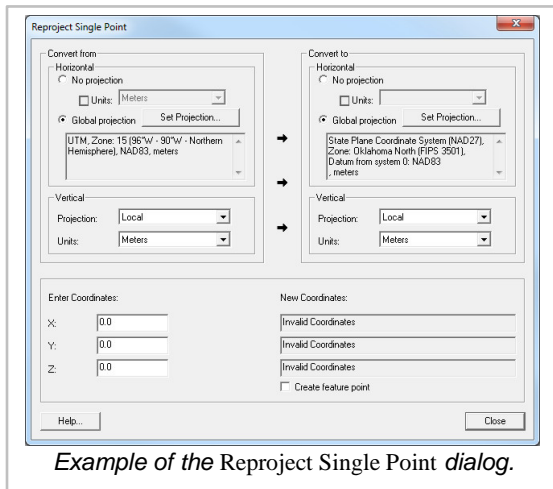 Reproject Single Point
Convert from
Horizontal
No projection
Units: Meters
Global projection Set Projection...
UTM, Zone: 15 (96°W - 90°W - Northern
Hemisphere), NAD83, meters
Vertical
Projection: Local
Units: Meters
Convert to
Horizontal
No projection
Units:
Global projection Set Projection...
State Plane Coordinate System (NAD27),
Zone: Oklahoma North (FIPS 3501),
Datum from system 0: NAD83
, meters
Vertical
Projection: Local
Units: Meters
Enter Coordinates:
X: 0.0
Y: 0.0
Z: 0.0
New Coordinates:
Invalid Coordinates
Invalid Coordinates
Invalid Coordinates
Create feature point
Help...
Close
Example of the Reproject Single Point dialog.